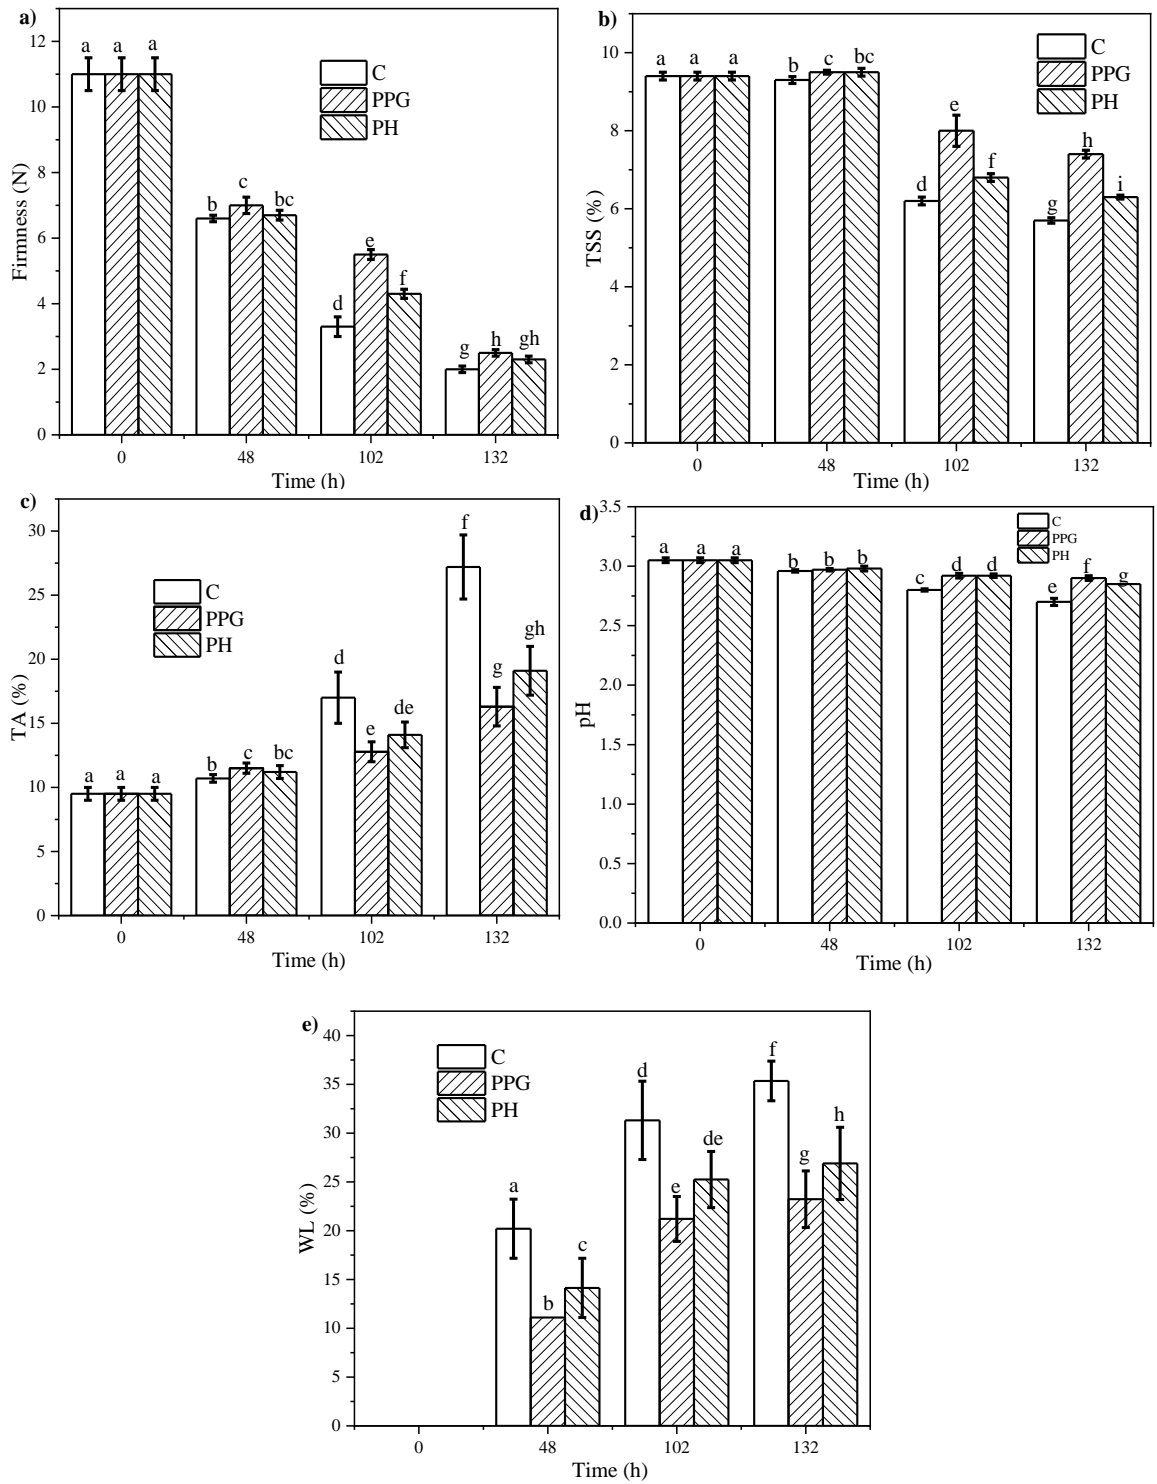 a)
12
10
8
6
4
2
0
Firmness (N)
a a a
b c bc
d e f
g h gh
C
PPG
PH
0 48 102 132
Time (h)
b)
10
8
6
4
2
0
TSS (%)
a a a
b c bc
d e f
g h i
C
PPG
PH
0 48 102 132
Time (h)
c)
30
25
20
15
10
5
0
TA (%)
a a a
b c bc
d e de
f g gh
C
PPG
PH
0 48 102 132
Time (h)
d)
3.5
3.0
2.5
2.0
1.5
1.0
0.5
0.0
pH
a a a
b b b
c d d
e f g
C
PPG
PH
0 48 102 132
Time (h)
e)
40
35
30
25
20
15
10
5
0
WL (%)
a b c
d e de
f g h
C
PPG
PH
0 48 102 132
Time (h)